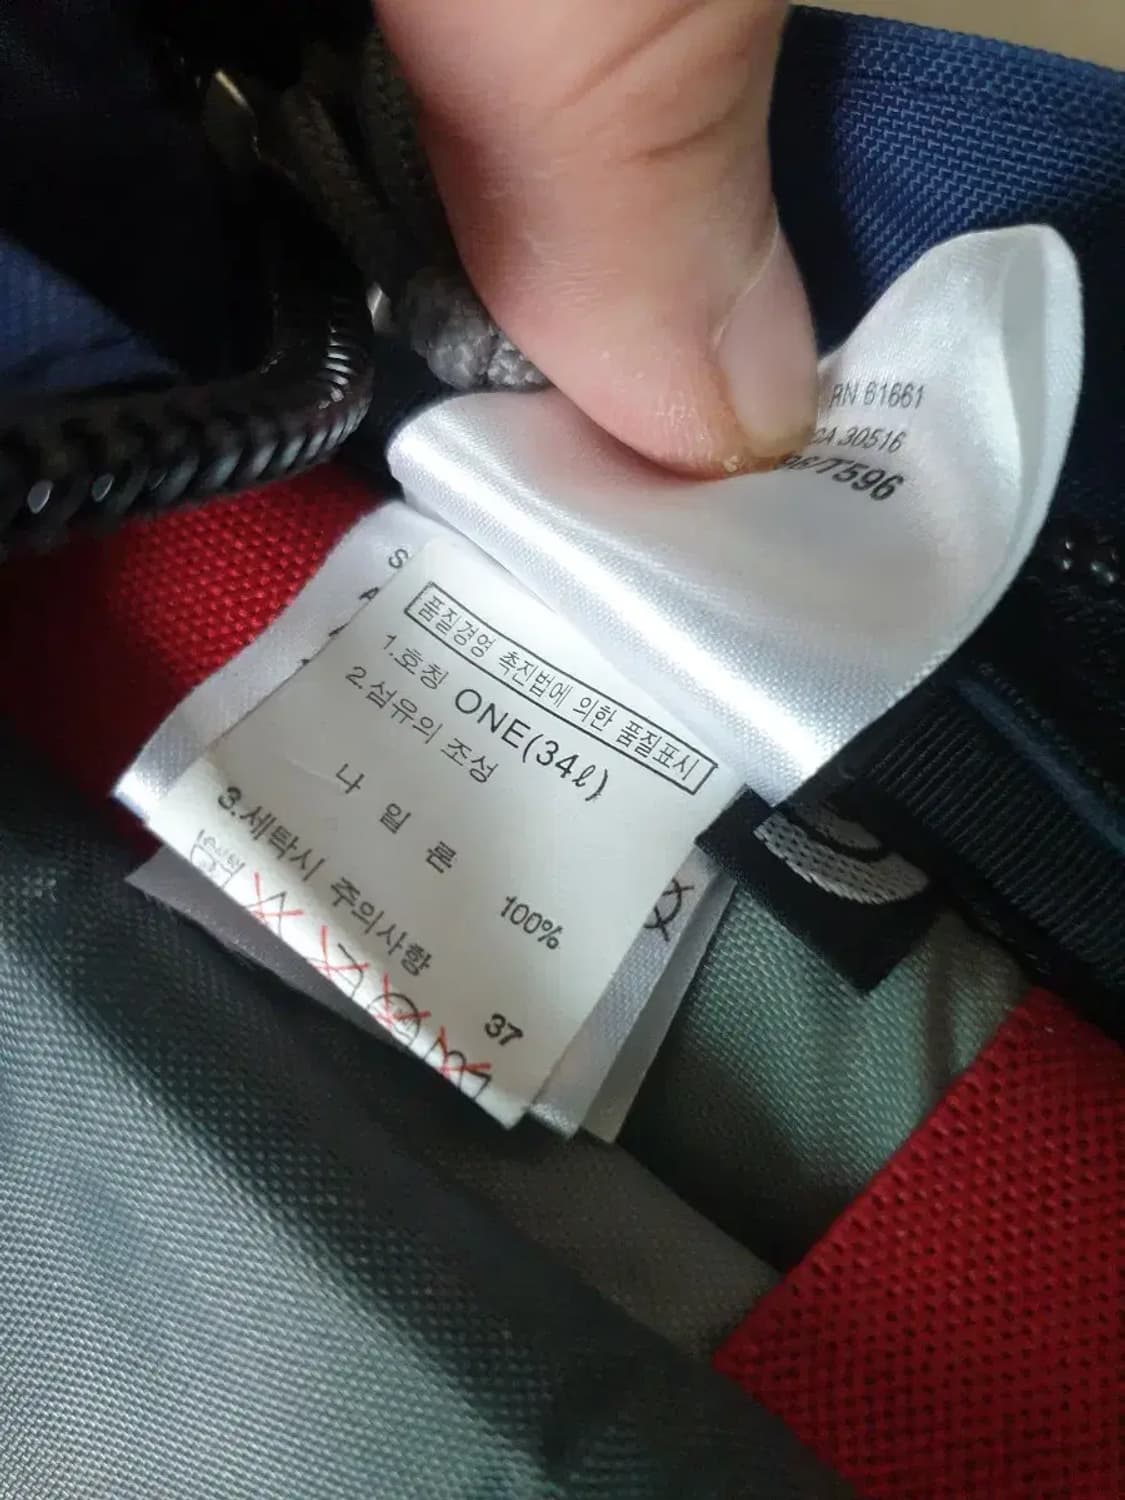 RN 61661
CA 30516
96/7596
품질경영 촉진법에 의한 품질표시
1.호칭 ONE(34ℓ)
2.섬유의 조성
나 일 론 100%
3.세탁시 주의사항
37